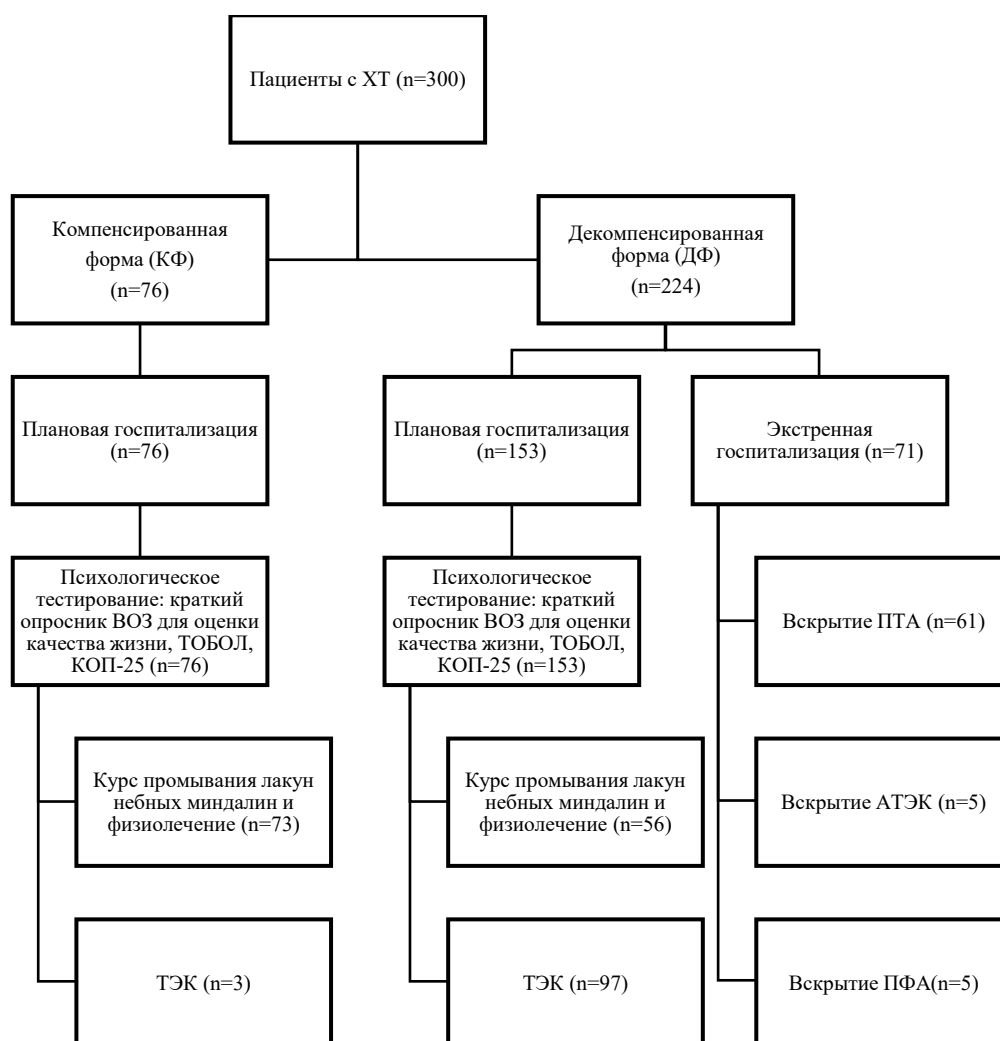 Пациенты с ХТ (n=300)
Компенсированная
форма (КФ)
(n=76)
Декомпенсированная
форма (ДФ)
(n=224)
Плановая госпитализация
(n=76)
Плановая госпитализация
(n=153)
Экстренная
госпитализация (n=71)
Психологическое
тестирование: краткий
опросник ВОЗ для оценки
качества жизни, ТОБОЛ,
КОП-25 (n=76)
Психологическое
тестирование: краткий
опросник ВОЗ для оценки
качества жизни, ТОБОЛ,
КОП-25 (n=153)
Вскрытие ПТА (n=61)
Курс промывания лакун
небных миндалин и
физиолечение (n=73)
Курс промывания лакун
небных миндалин и
физиолечение (n=56)
Вскрытие АТЭК (n=5)
ТЭК (n=3)
ТЭК (n=97)
Вскрытие ПФА(n=5)